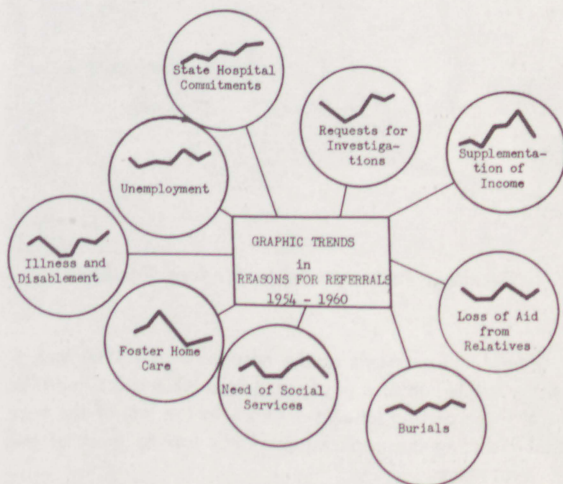 State Hospital
Commitments
Requests for
Investiga-
tions
Supplementa-
tion of
Income
Unemployment
GRAPHIC TRENDS
in
REASONS FOR REFERRALS
1954 - 1960
Illness and
Disablement
Loss of Aid
from
Relatives
Foster Home
Care
Need of Social
Services
Burials